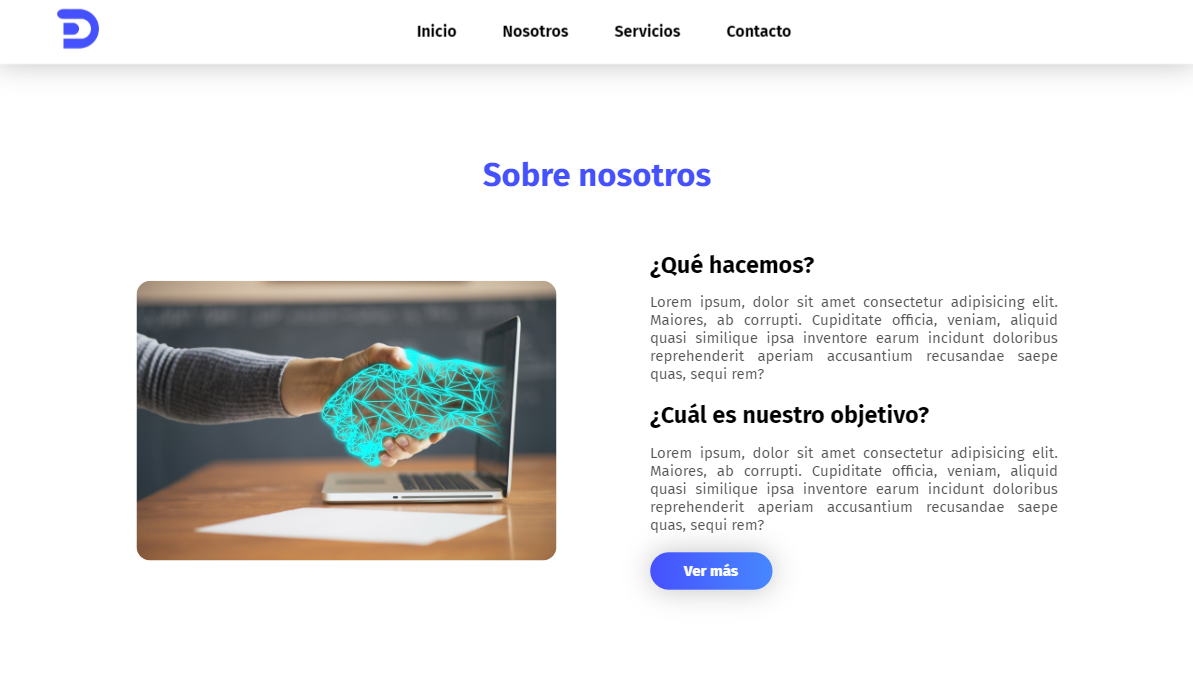 Inicio Nosotros Servicios Contacto
Sobre nosotros
¿Qué hacemos?
Lorem ipsum, dolor sit amet consectetur adipisicing elit.
Maiores, ab corrupti. Cupiditate officia, veniam, aliquid
quasi similique ipsa inventore earum incidunt doloribus
reprehenderit aperiam accusantium recusandae saepe
quas, sequi rem?
¿Cuál es nuestro objetivo?
Lorem ipsum, dolor sit amet consectetur adipisicing elit.
Maiores, ab corrupti. Cupiditate officia, veniam, aliquid
quasi similique ipsa inventore earum incidunt doloribus
reprehenderit aperiam accusantium recusandae saepe
quas, sequi rem?
Ver más